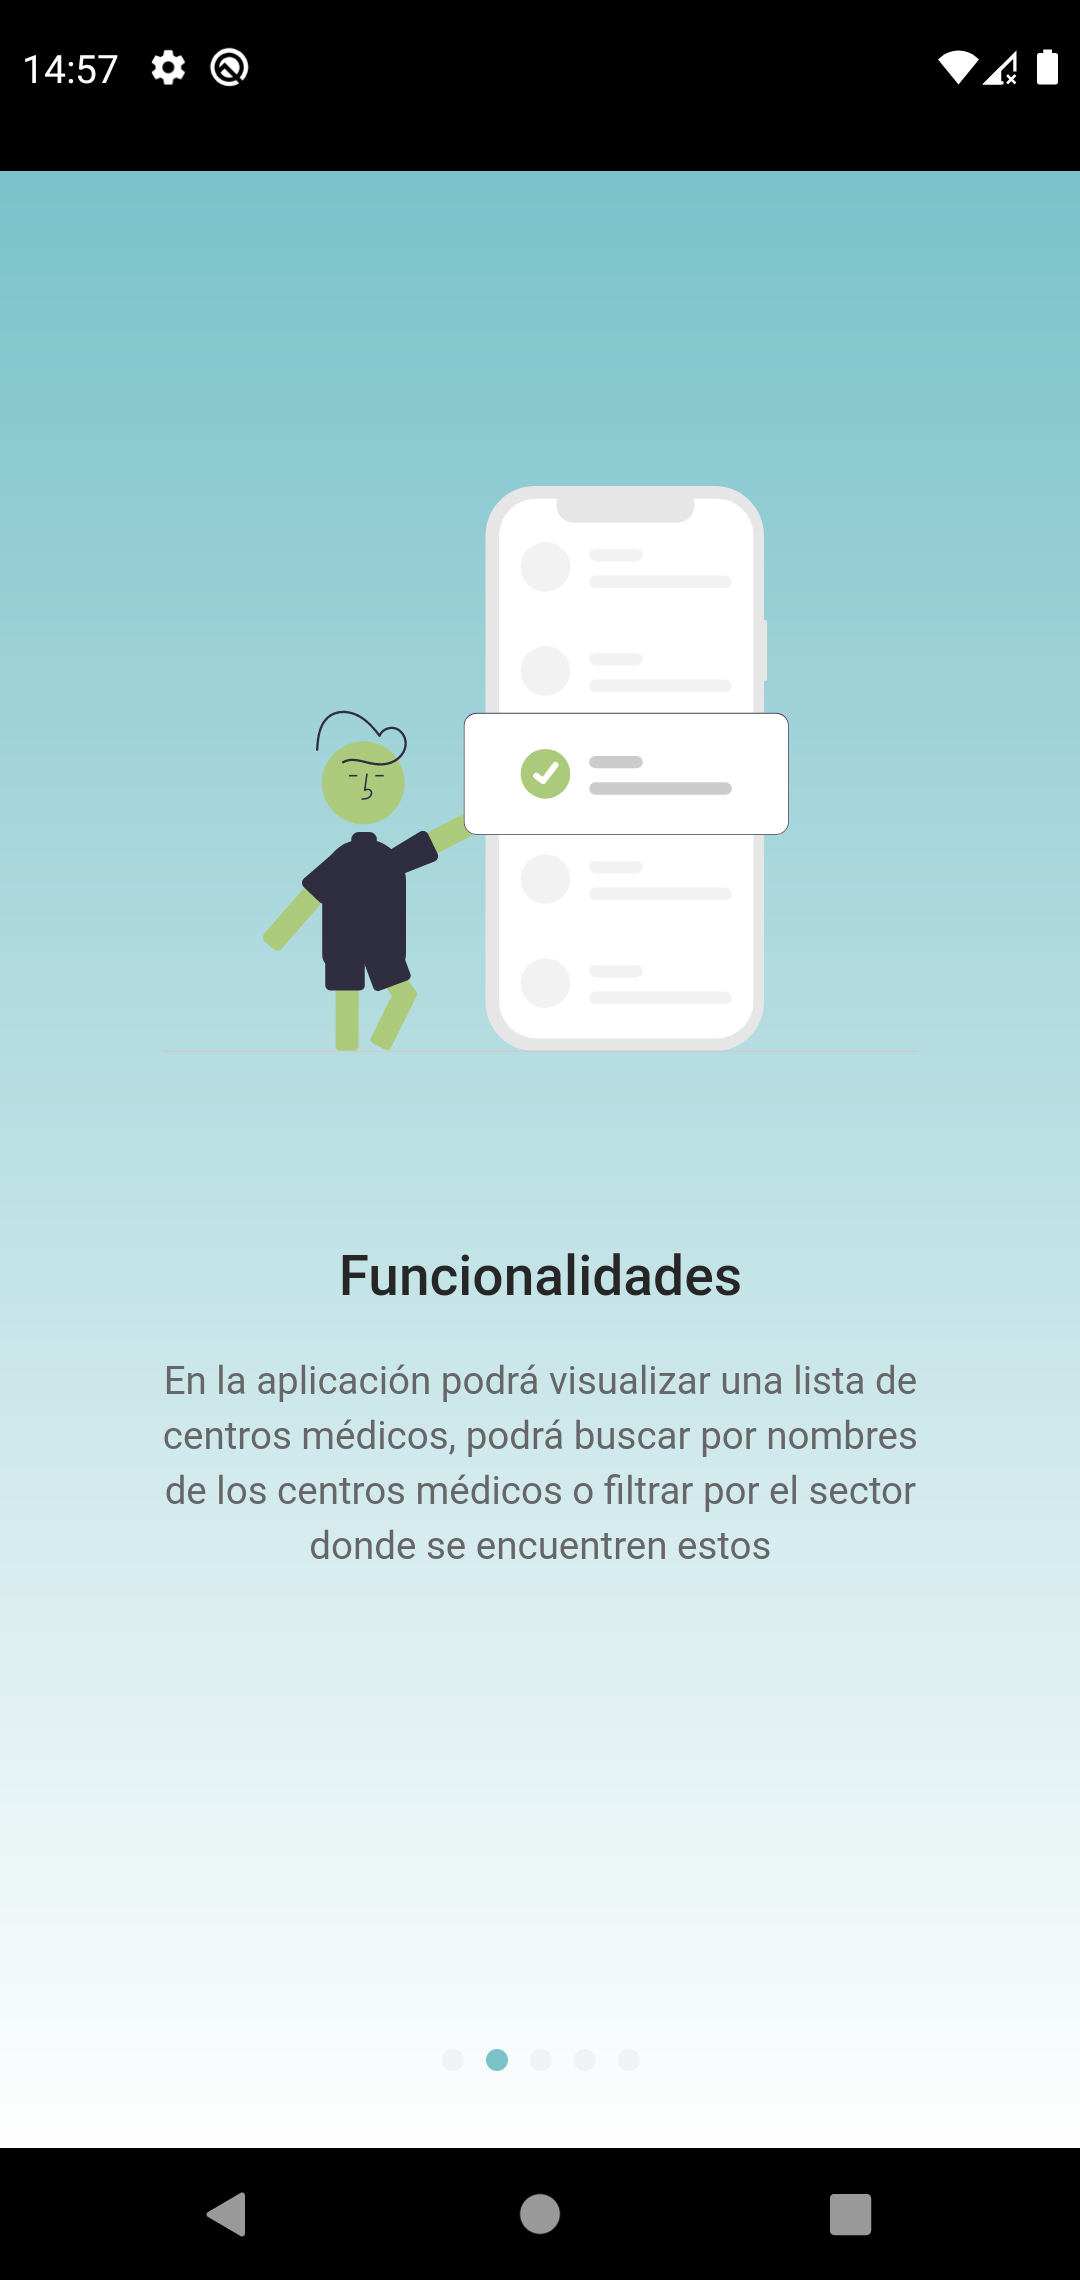 14:57
Funcionalidades
En la aplicación podrá visualizar una lista de
centros médicos, podrá buscar por nombres
de los centros médicos o filtrar por el sector
donde se encuentren estos